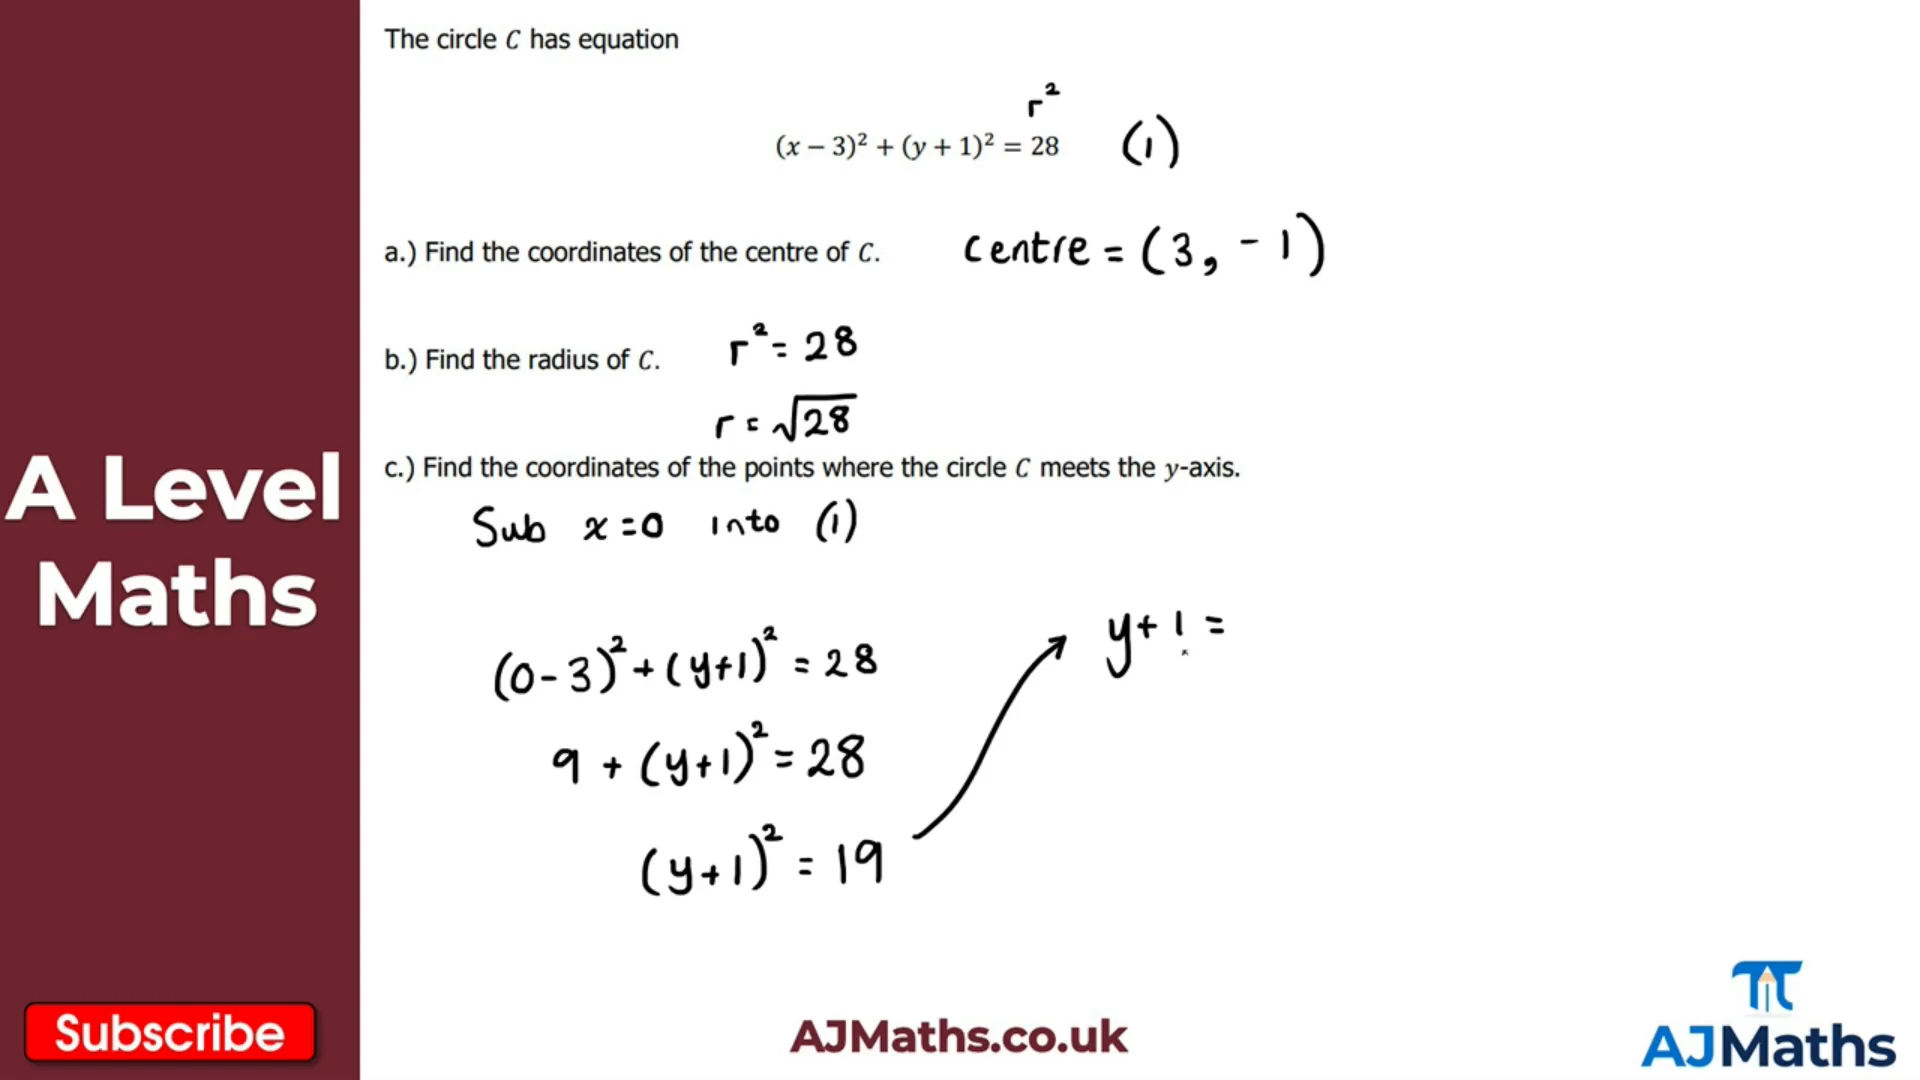 The circle C has equation
r²
(x − 3)² + (y + 1)² = 28 (1)
a.) Find the coordinates of the centre of C. centre = (3, -1)
b.) Find the radius of C. r² = 28
r = √28
c.) Find the coordinates of the points where the circle C meets the y-axis.
Sub x=0 into (1)
(0-3)² + (y+1)² = 28
9 + (y+1)² = 28
(y+1)² = 19
y+1 =
A Level
Maths
Subscribe
AJMaths.co.uk
AJMaths